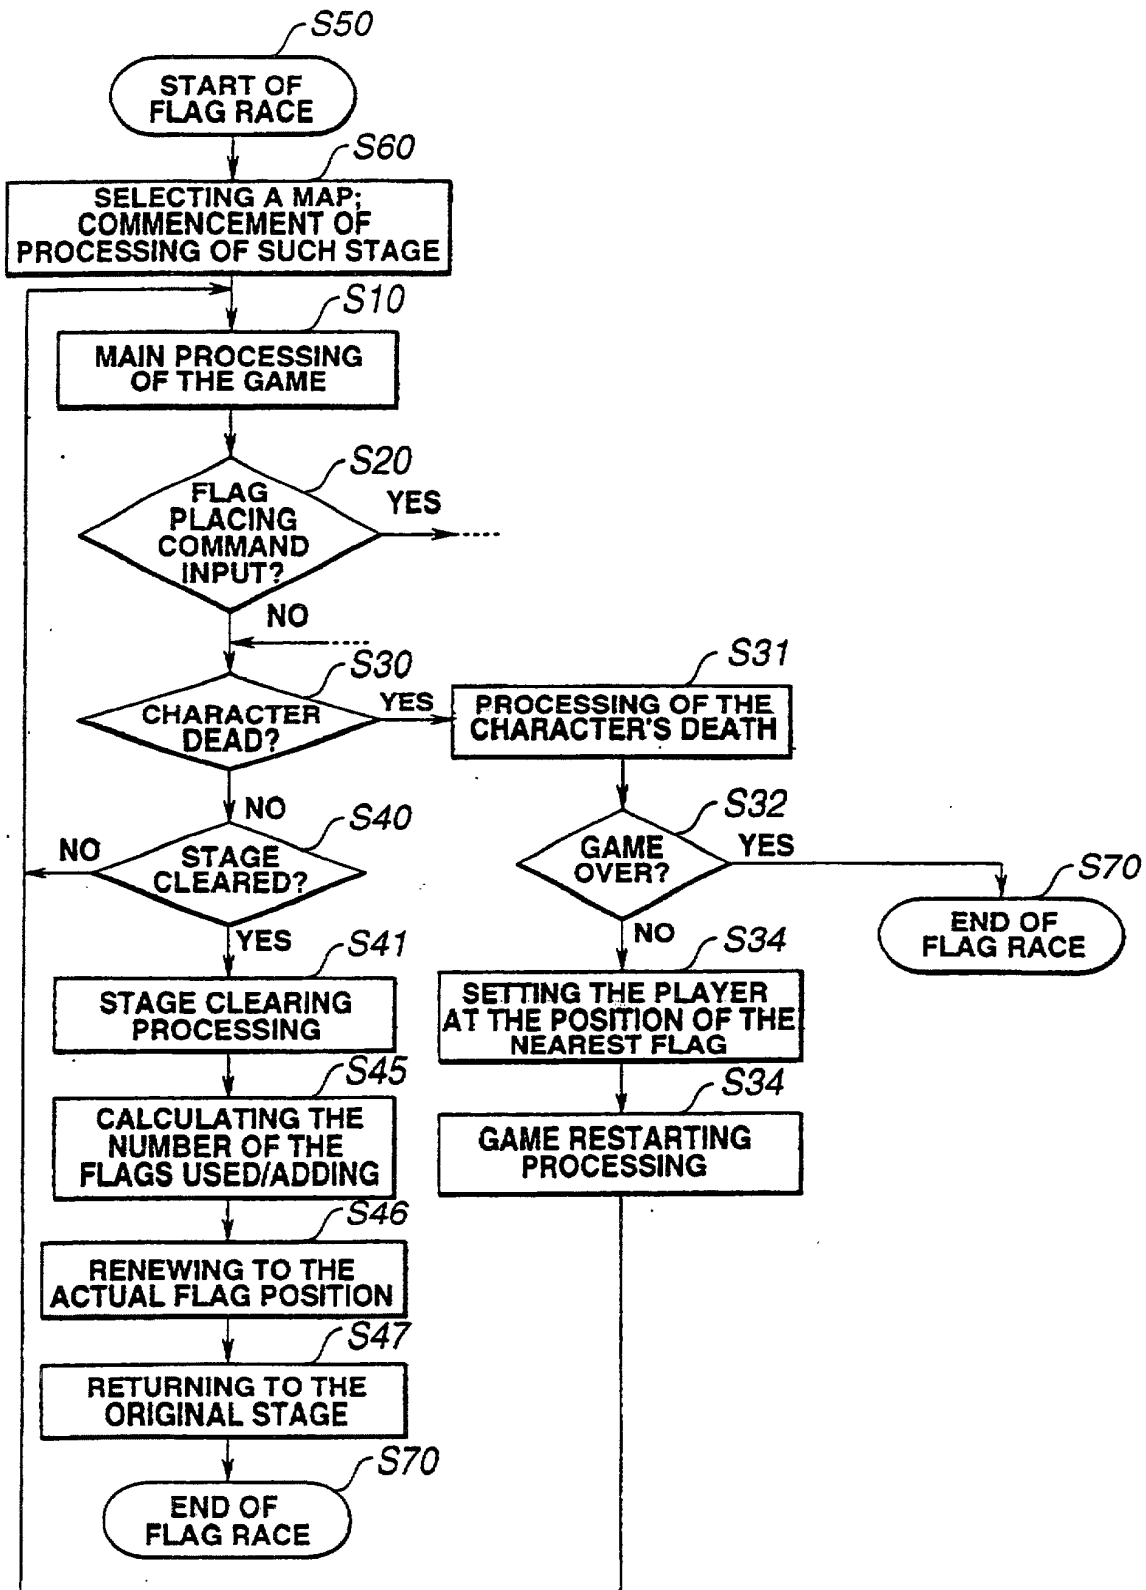 S50
START OF
FLAG RACE
S60
SELECTING A MAP;
COMMENCEMENT OF
PROCESSING OF SUCH STAGE
S10
MAIN PROCESSING
OF THE GAME
S20
FLAG
PLACING
COMMAND
INPUT?
YES
NO
S30
CHARACTER
DEAD?
YES
S31
PROCESSING OF THE
CHARACTER'S DEATH
NO
S40
STAGE
CLEARED?
NO
YES
S32
GAME
OVER?
YES
S70
END OF
FLAG RACE
NO
S41
STAGE CLEARING
PROCESSING
S34
SETTING THE PLAYER
AT THE POSITION OF THE
NEAREST FLAG
S45
CALCULATING THE
NUMBER OF THE
FLAGS USED/ADDING
S34
GAME RESTARTING
PROCESSING
S46
RENEWING TO THE
ACTUAL FLAG POSITION
S47
RETURNING TO THE
ORIGINAL STAGE
S70
END OF
FLAG RACE